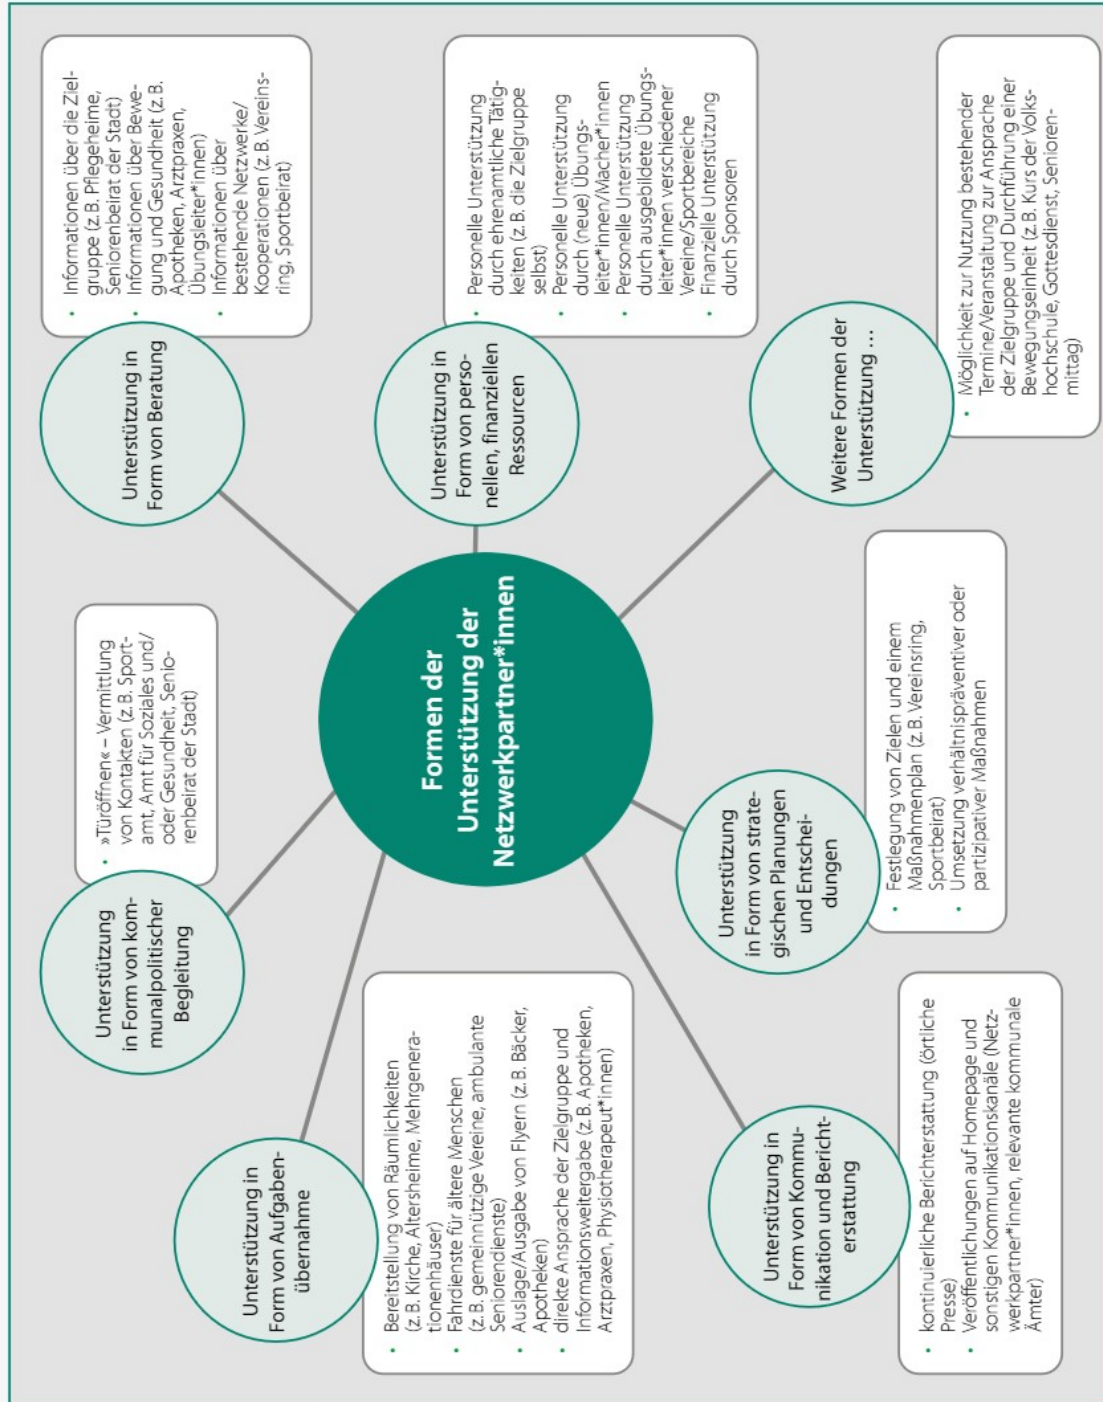 Formen der
Unterstützung der
Netzwerkpartner*innen
Unterstützung
in Form von kom-
munalpolitischer
Begleitung
• »Türöffnen« – Vermittlung
von Kontakten (z.B. Sport-
amt, Amt für Soziales und/
oder Gesundheit, Senio-
renbeirat der Stadt)
Unterstützung in
Form von Beratung
• Informationen über die Ziel-
gruppe (z.B. Pflegeheime,
Seniorenbeirat der Stadt)
• Informationen über Bewe-
gung und Gesundheit (z.B.
Apotheken, Arztpraxen,
Übungsleiter*innen)
• Informationen über
bestehende Netzwerke/
Kooperationen (z.B. Vereins-
ring, Sportbeirat)
Unterstützung in
Form von Aufgaben-
übernahme
• Bereitstellung von Räumlichkeiten
(z.B. Kirche, Altersheime, Mehrgenera-
tionenhäuser)
• Fahrdienste für ältere Menschen
(z.B. gemeinnützige Vereine, ambulante
Seniorendienste)
• Auslage/Ausgabe von Flyern (z.B. Bäcker,
Apotheken)
• direkte Ansprache der Zielgruppe und
Informationsweitergabe (z.B. Apotheken,
Arztpraxen, Physiotherapeut*innen)
Unterstützung in
Form von perso-
nellen, finanziellen
Ressourcen
• Personelle Unterstützung
durch ehrenamtliche Tätig-
keiten (z.B. die Zielgruppe
selbst)
• Personelle Unterstützung
durch (neue) Übungs-
leiter*innen/Macher*innen
• Personelle Unterstützung
durch ausgebildete Übungs-
leiter*innen verschiedener
Vereine/Sportbereiche
• Finanzielle Unterstützung
durch Sponsoren
Unterstützung in
Form von Kommu-
nikation und Bericht-
erstattung
• kontinuierliche Berichterstattung (örtliche
Presse)
• Veröffentlichungen auf Homepage und
sonstigen Kommunikationskanäle (Netz-
werkpartner*innen, relevante kommunale
Ämter)
Unterstützung
in Form von strate-
gischen Planungen
und Entschei-
dungen
• Festlegung von Zielen und einem
Maßnahmenplan (z.B. Vereinsring,
Sportbeirat)
• Umsetzung verhältnispräventiver oder
partizipativer Maßnahmen
Weitere Formen der
Unterstützung …
• Möglichkeit zur Nutzung bestehender
Termine/Veranstaltung zur Ansprache
der Zielgruppe und Durchführung einer
Bewegungseinheit (z.B. Kurs der Volks-
hochschule, Gottesdienst, Senioren-
mittag)